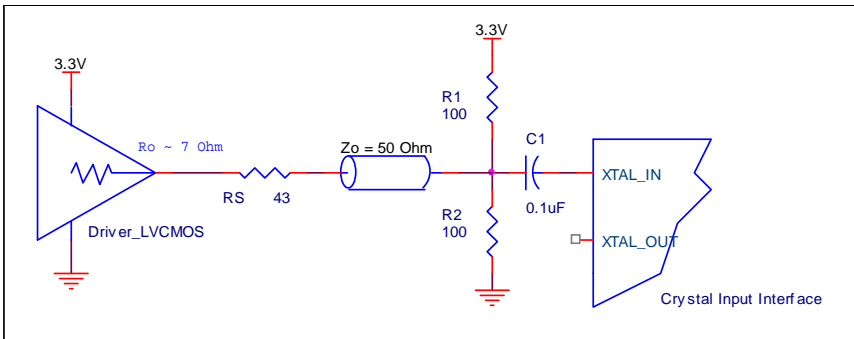 3.3V
3.3V
R1
100
Ro ~ 7 Ohm
Zo = 50 Ohm
C1
XTAL_IN
RS 43
0.1uF
R2
100
Driver_LVCMOS
XTAL_OUT
Crystal Input Interface